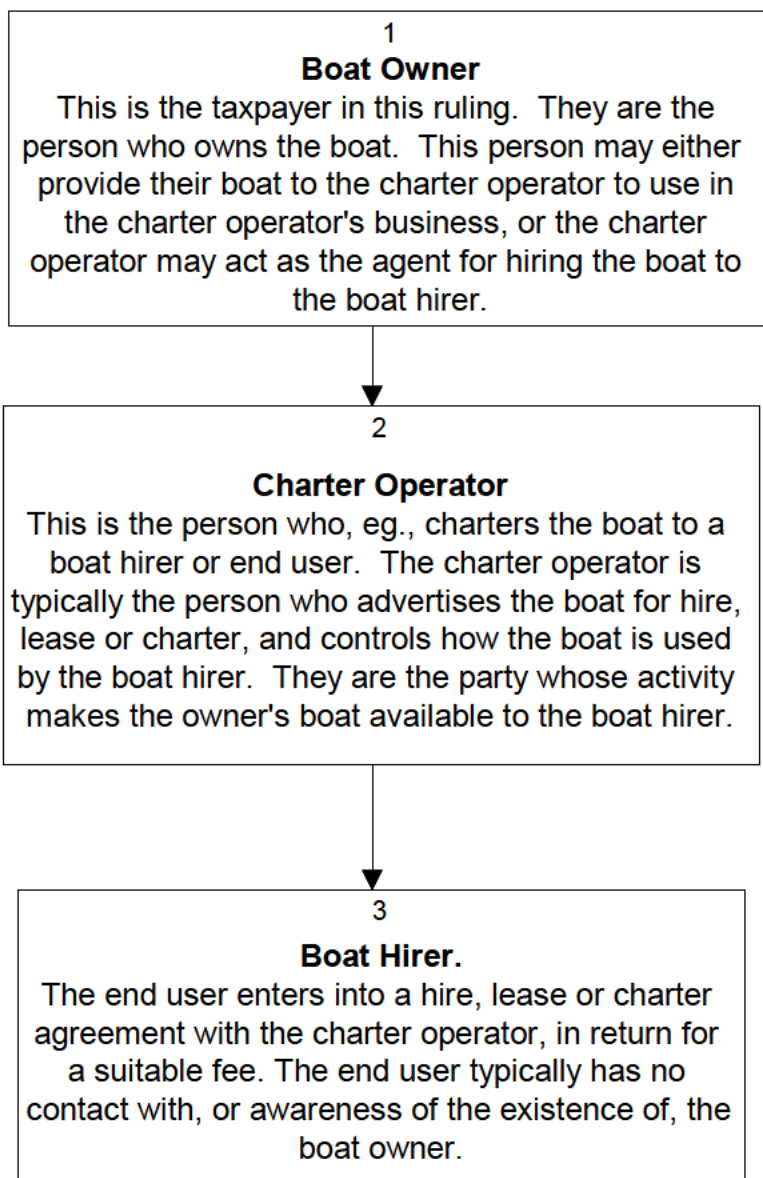 1
Boat Owner
This is the taxpayer in this ruling.  They are the
person who owns the boat.  This person may either
provide their boat to the charter operator to use in
the charter operator's business, or the charter
operator may act as the agent for hiring the boat to
the boat hirer.
2
Charter Operator
This is the person who, eg., charters the boat to a
boat hirer or end user.  The charter operator is
typically the person who advertises the boat for hire,
lease or charter, and controls how the boat is used
by the boat hirer.  They are the party whose activity
makes the owner's boat available to the boat hirer.
3
Boat Hirer.
The end user enters into a hire, lease or charter
agreement with the charter operator, in return for
a suitable fee. The end user typically has no
contact with, or awareness of the existence of, the
boat owner.